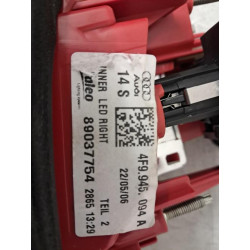 Audi
14 S
4F9.945. 094 A
22/05/06
INNER LED RIGHT
TEIL 2
Valeo
89037754
2865 13:29